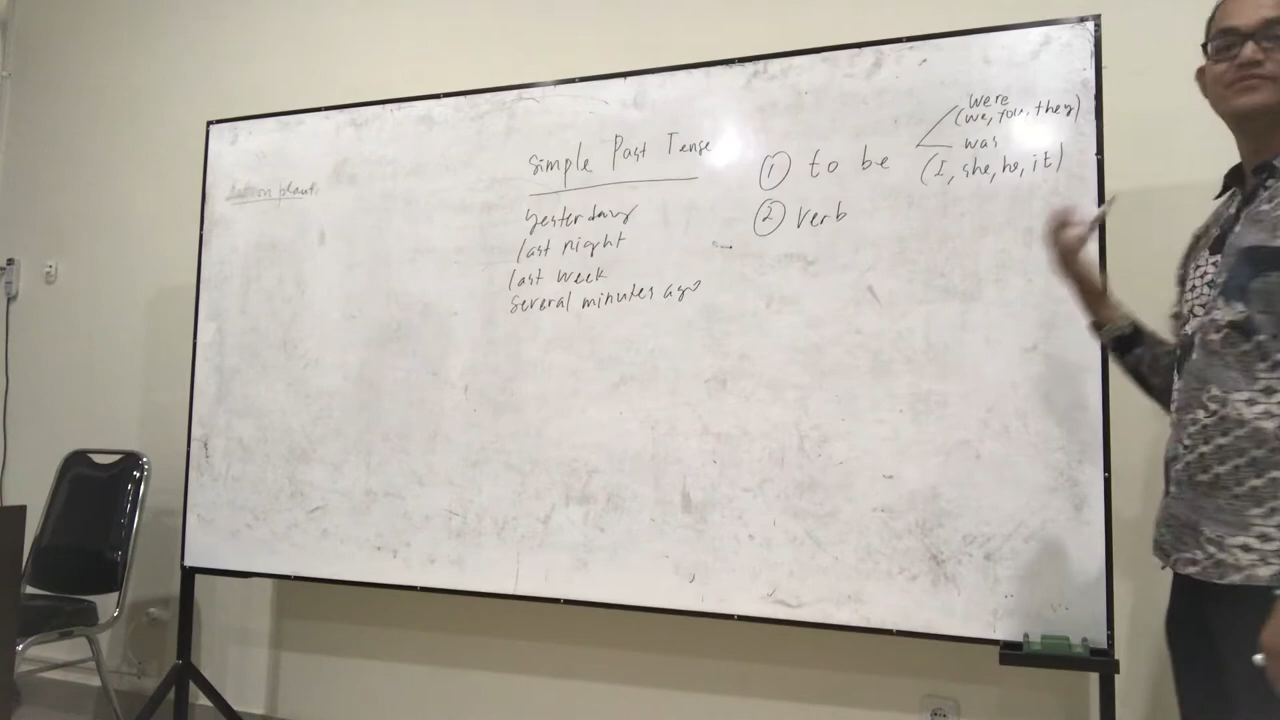 Simple Past Tense
yesterday
last night
last week
several minutes ago
① to be
were
(we, you, they)
was
(I, she, he, it)
② verb